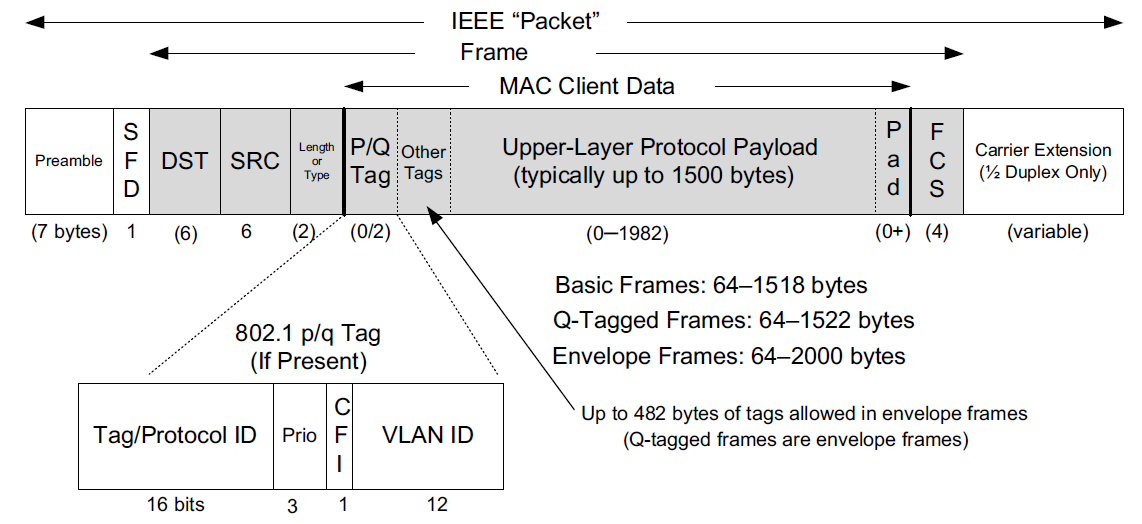 IEEE “Packet”
Frame
MAC Client Data
Preamble
S
F
D
DST
SRC
Length
or
Type
P/Q
Tag
Other
Tags
Upper-Layer Protocol Payload
(typically up to 1500 bytes)
P
a
d
F
C
S
Carrier Extension
(½ Duplex Only)
(7 bytes)
1
(6)
6
(2)
(0/2)
(0–1982)
(0+)
(4)
(variable)
Basic Frames: 64–1518 bytes
Q-Tagged Frames: 64–1522 bytes
Envelope Frames: 64–2000 bytes
802.1 p/q Tag
(If Present)
Up to 482 bytes of tags allowed in envelope frames
(Q-tagged frames are envelope frames)
Tag/Protocol ID
Prio
C
F
I
VLAN ID
16 bits
3
1
12